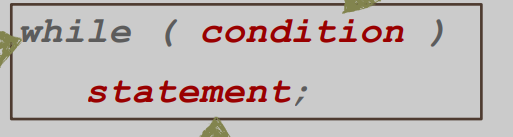 while ( condition )
statement;